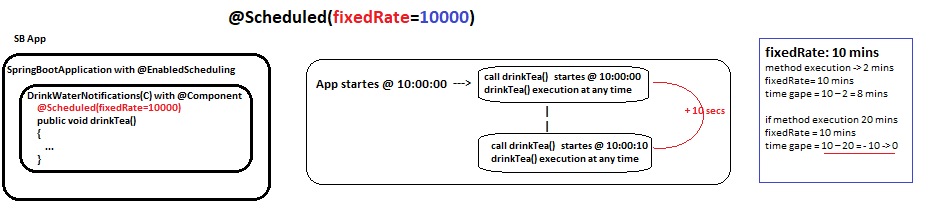 @Scheduled(fixedRate=10000)
SB App
SpringBootApplication with @EnabledScheduling
DrinkWaterNotifications(C) with @Component
@Scheduled(fixedRate=10000)
public void drinkTea()
{
...
}
App startes @ 10:00:00 --->
call drinkTea() startes @ 10:00:00
drinkTea() execution at any time
|
|
+ 10 secs
call drinkTea() startes @ 10:00:10
drinkTea() execution at any time
fixedRate: 10 mins
method execution -> 2 mins
fixedRate= 10 mins
time gape = 10 – 2 = 8 mins
if method execution 20 mins
fixedRate = 10 mins
time gape = 10 – 20 = - 10 -> 0